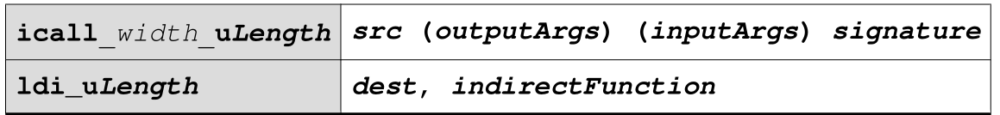 icall_width_uLength src (outputArgs) (inputArgs) signature
ldi_uLength dest, indirectFunction